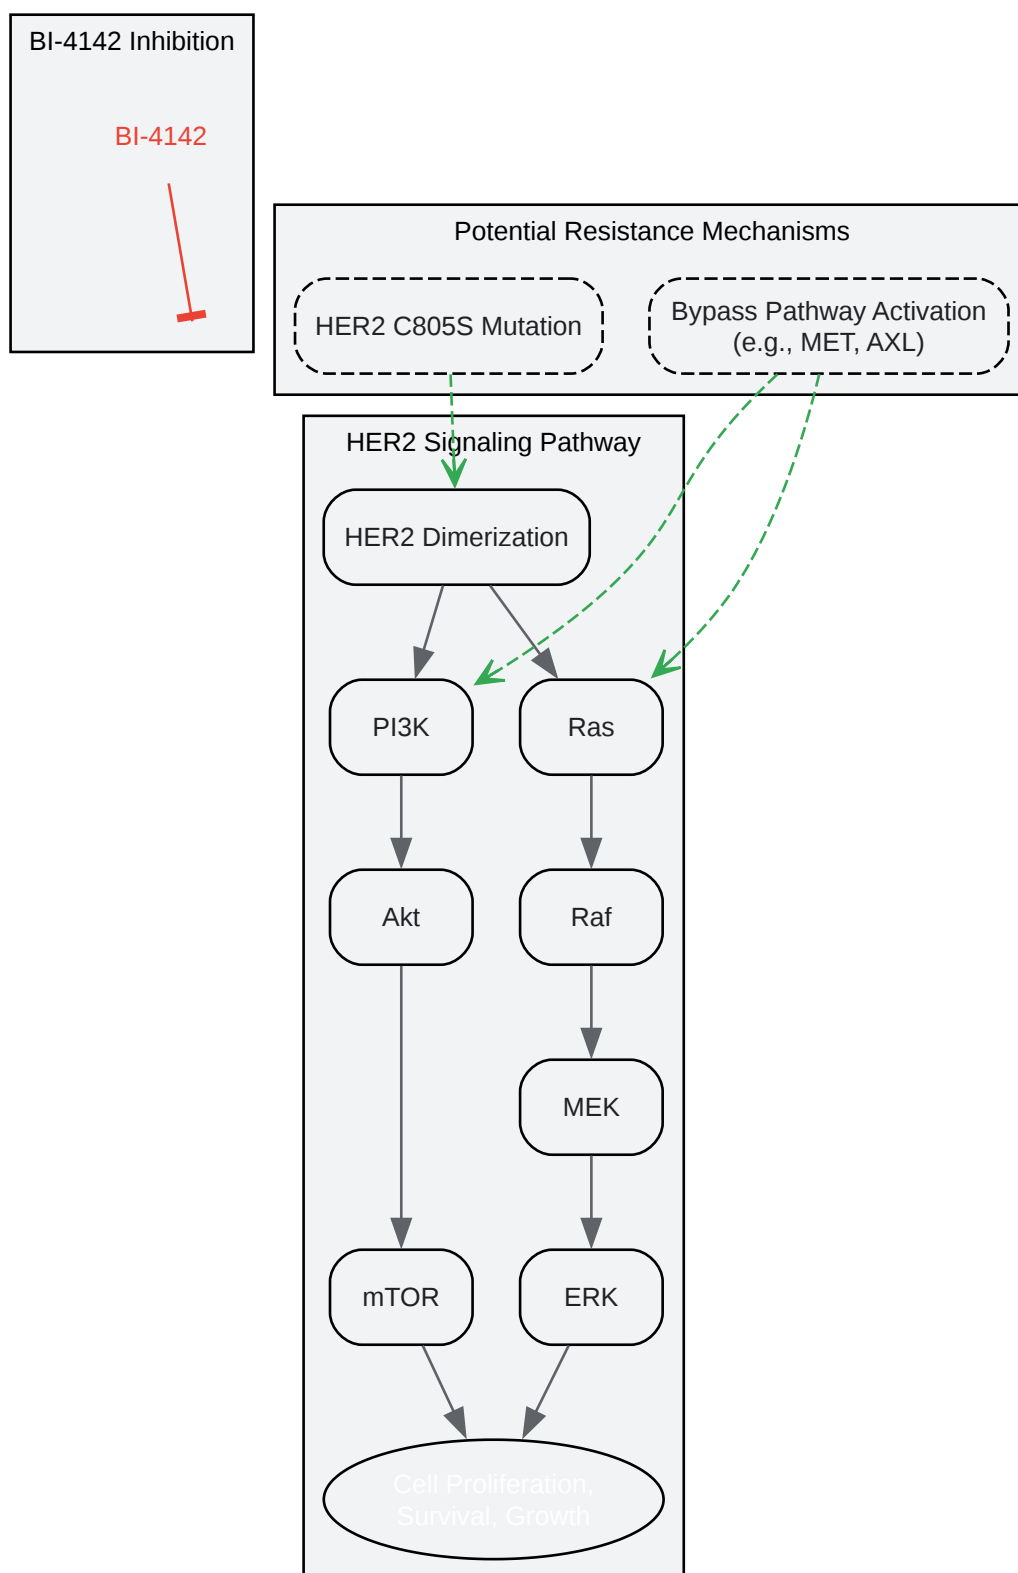 BI-4142 Inhibition
BI-4142
Potential Resistance Mechanisms
HER2 C805S Mutation
Bypass Pathway Activation
(e.g., MET, AXL)
HER2 Signaling Pathway
HER2 Dimerization
PI3K
Ras
Akt
Raf
MEK
mTOR
ERK
Cell Proliferation,
Survival, Growth